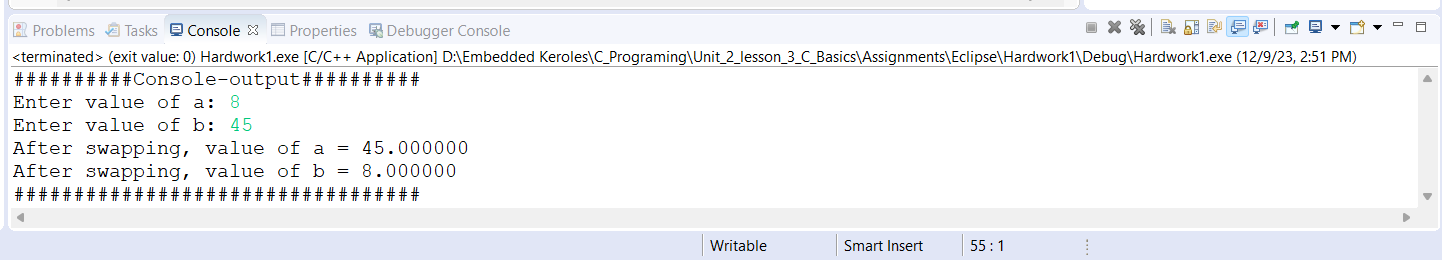 Problems Tasks Console Properties Debugger Console
<terminated> (exit value: 0) Hardwork1.exe [C/C++ Application] D:\Embedded Keroles\C_Programing\Unit_2_lesson_3_C_Basics\Assignments\Eclipse\Hardwork1\Debug\Hardwork1.exe (12/9/23, 2:51 PM)
##########Console-output##########
Enter value of a: 8
Enter value of b: 45
After swapping, value of a = 45.000000
After swapping, value of b = 8.000000
##################################
Writable Smart Insert 55 : 1